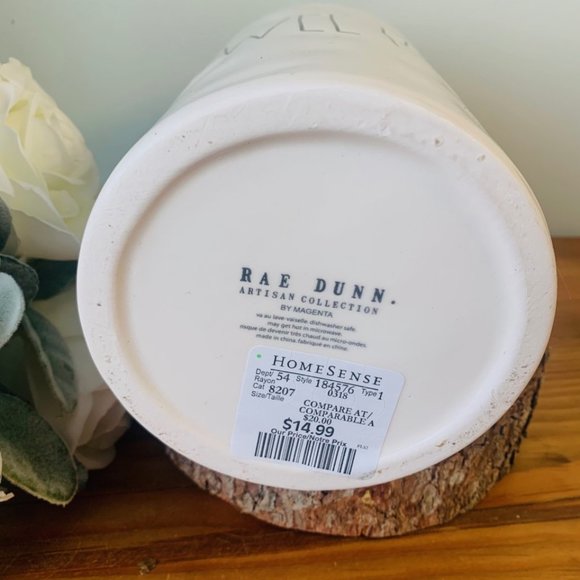 RAE DUNN.
ARTISAN COLLECTION
BY MAGENTA
va au lave-vaisselle.dishwasher safe.
may get hot in microwave.
risque de devenir très chaud au micro-ondes.
made in china.fabrique en chine.
HOMESENSE
Dept/ 54 Style 184576 Type 1
Rayon 0318
Cat 8207
Size/Taille
COMPARE AT/
COMPARABLE A
$20.00
$14.99
Our Price/Notre Prix